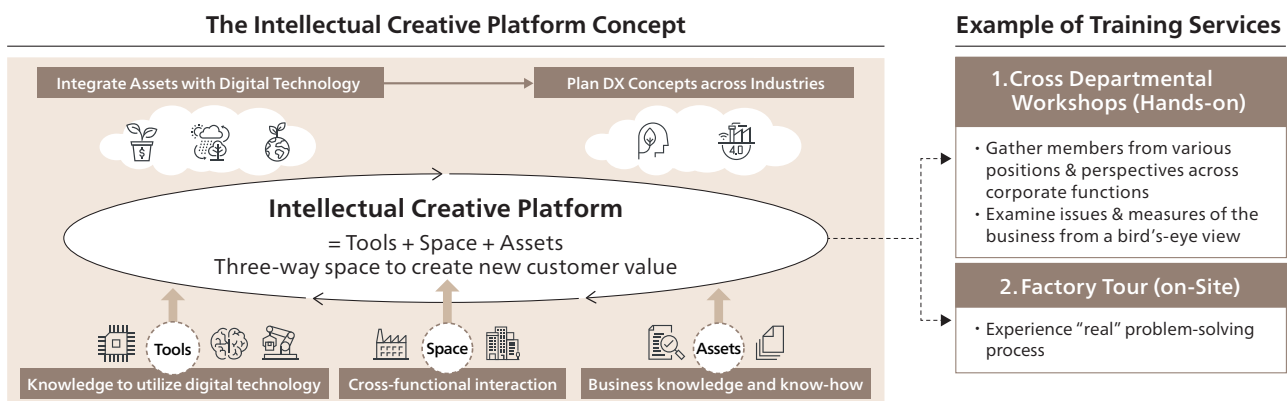 The Intellectual Creative Platform Concept
Integrate Assets with Digital Technology
Plan DX Concepts across Industries
4.0
Intellectual Creative Platform
= Tools + Space + Assets
Three-way space to create new customer value
Tools
Space
Assets
Knowledge to utilize digital technology
Cross-functional interaction
Business knowledge and know-how
Example of Training Services
1.Cross Departmental
Workshops (Hands-on)
・Gather members from various
positions & perspectives across
corporate functions
・Examine issues & measures of the
business from a bird’s-eye view
2.Factory Tour (on-Site)
・Experience “real” problem-solving
process